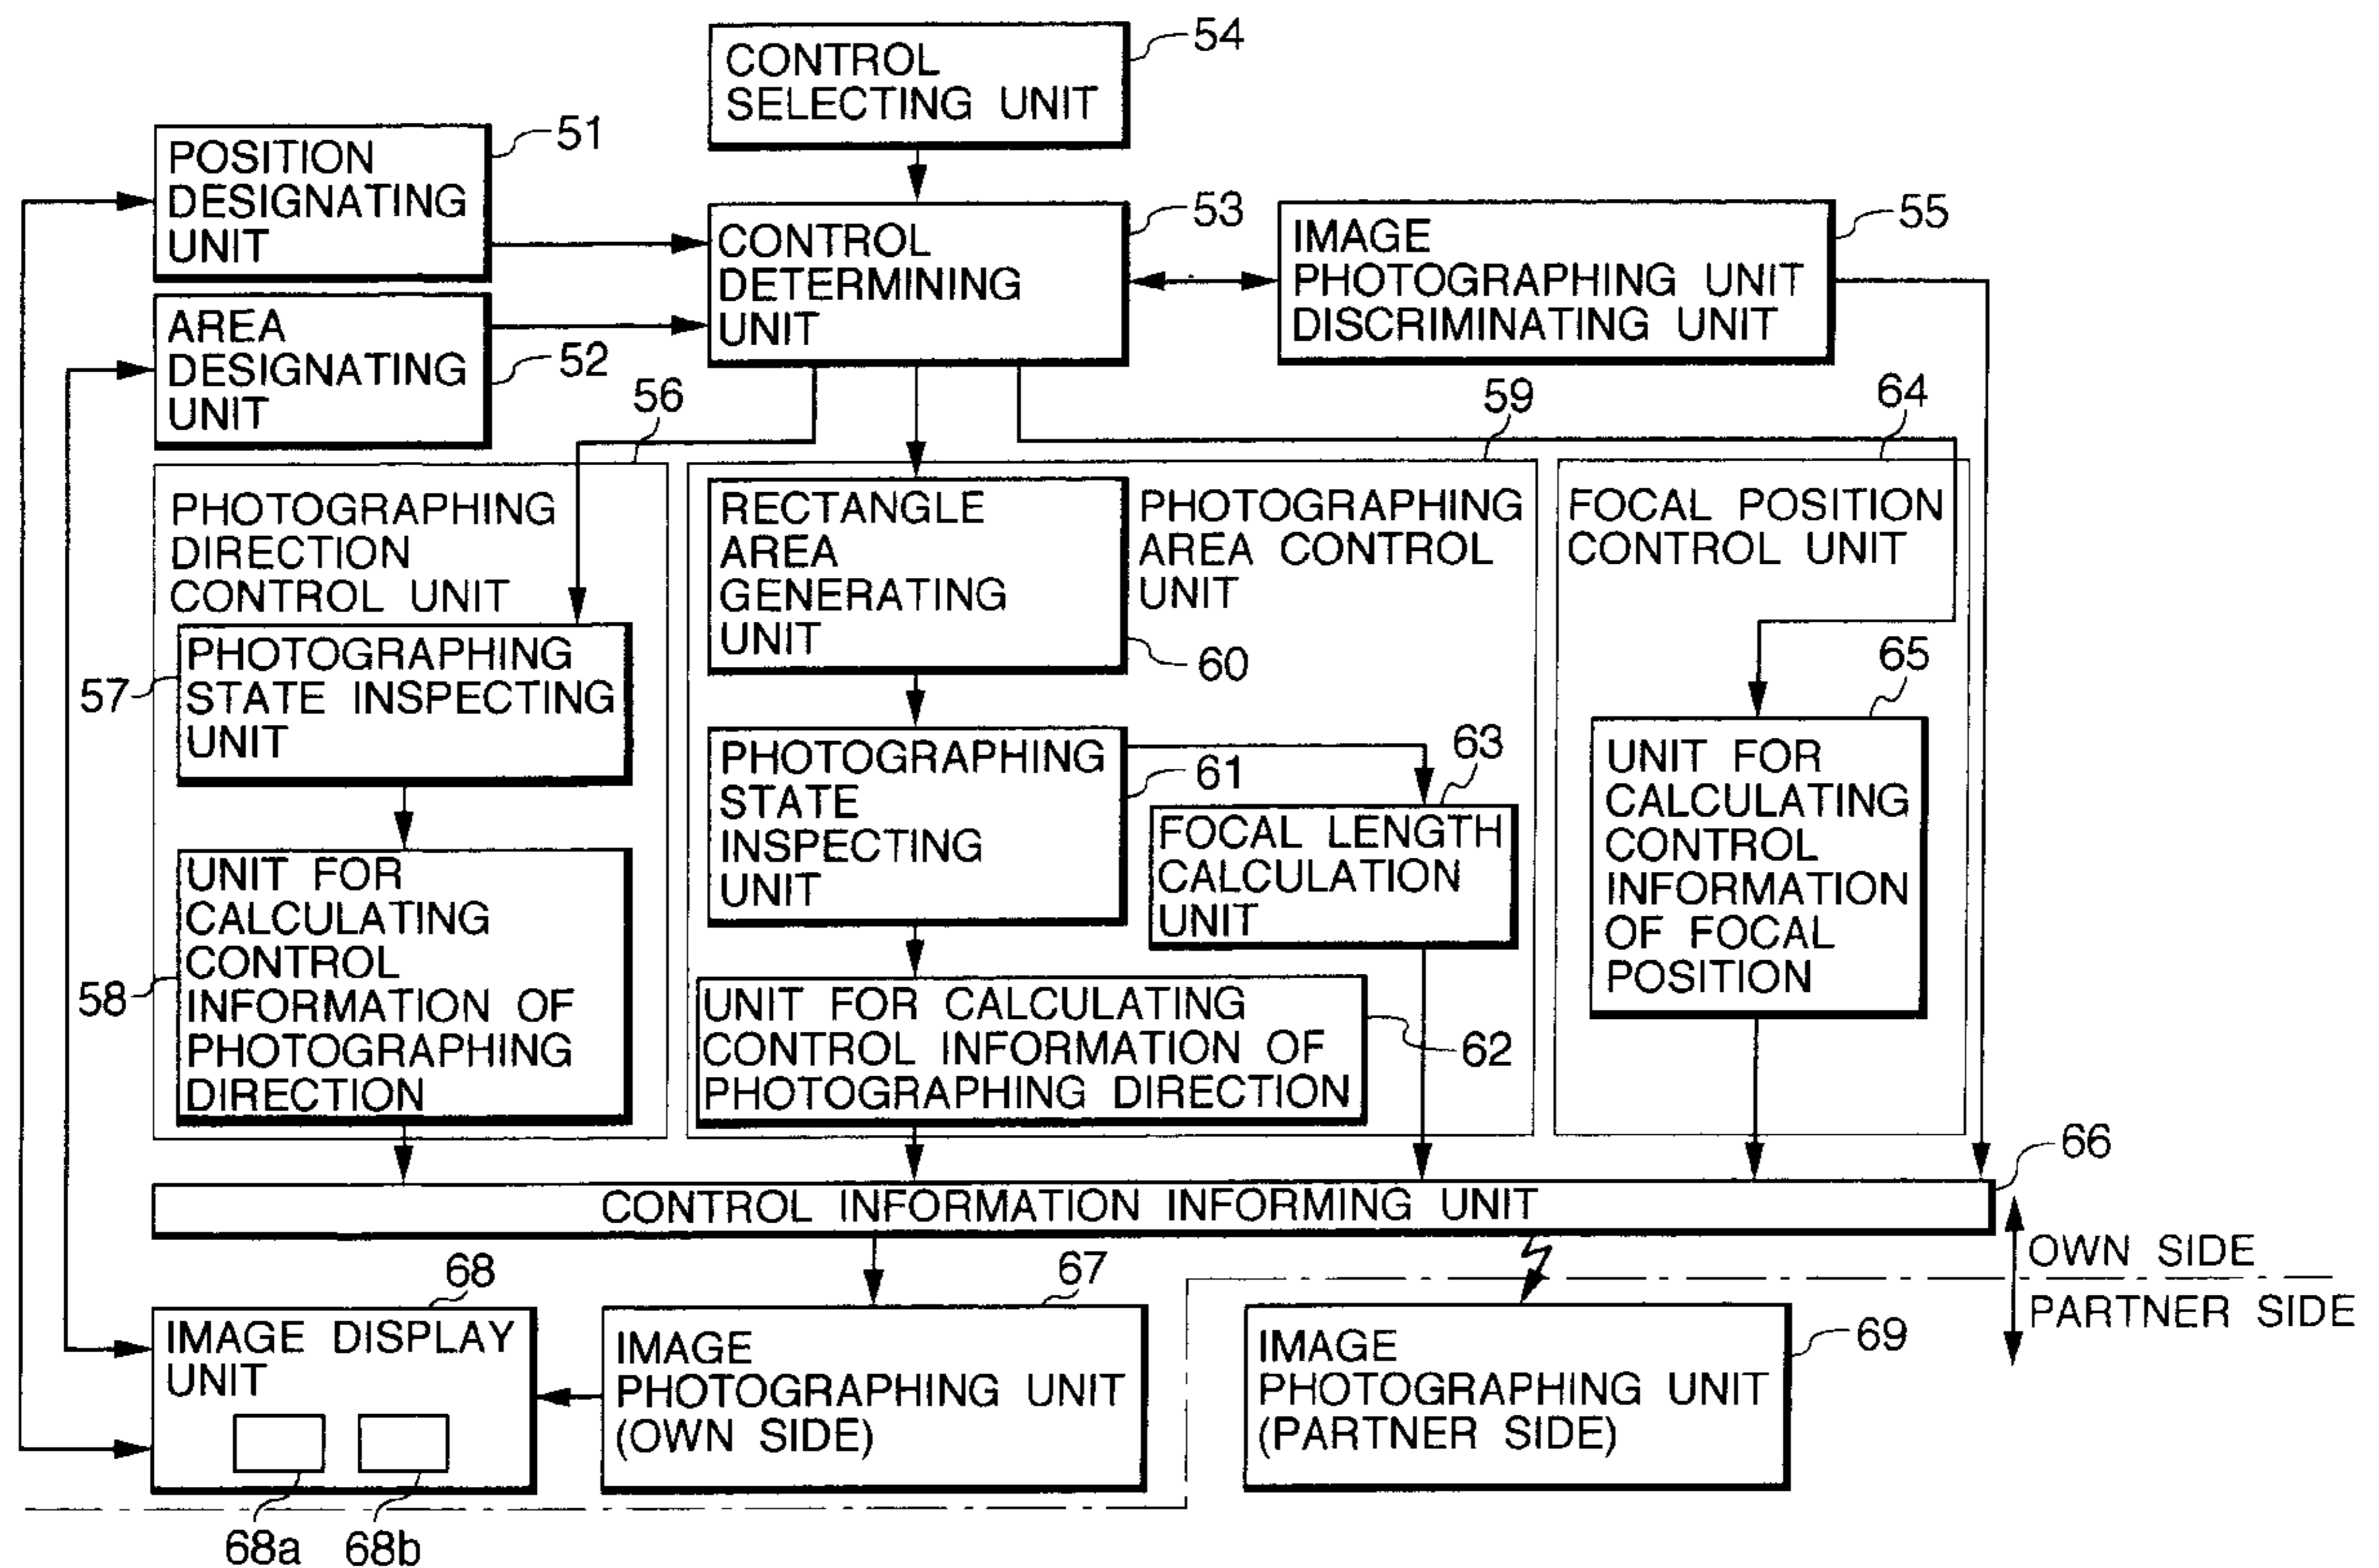 54
CONTROL
SELECTING UNIT
51
POSITION
DESIGNATING
UNIT
53
CONTROL
DETERMINING
UNIT
55
IMAGE
PHOTOGRAPHING UNIT
DISCRIMINATING UNIT
AREA
DESIGNATING
UNIT
52
56
59
64
PHOTOGRAPHING
DIRECTION
CONTROL UNIT
RECTANGLE
AREA
GENERATING
UNIT
60
PHOTOGRAPHING
AREA CONTROL
UNIT
FOCAL POSITION
CONTROL UNIT
57
PHOTOGRAPHING
STATE INSPECTING
UNIT
PHOTOGRAPHING
STATE
INSPECTING
UNIT
61
63
FOCAL LENGTH
CALCULATION
UNIT
65
UNIT FOR
CALCULATING
CONTROL
INFORMATION
OF FOCAL
POSITION
58
UNIT FOR
CALCULATING
CONTROL
INFORMATION OF
PHOTOGRAPHING
DIRECTION
UNIT FOR CALCULATING
CONTROL INFORMATION OF
PHOTOGRAPHING DIRECTION
62
66
CONTROL INFORMATION INFORMING UNIT
OWN SIDE
PARTNER SIDE
68
IMAGE DISPLAY
UNIT
68a
68b
67
IMAGE
PHOTOGRAPHING UNIT
(OWN SIDE)
69
IMAGE
PHOTOGRAPHING UNIT
(PARTNER SIDE)